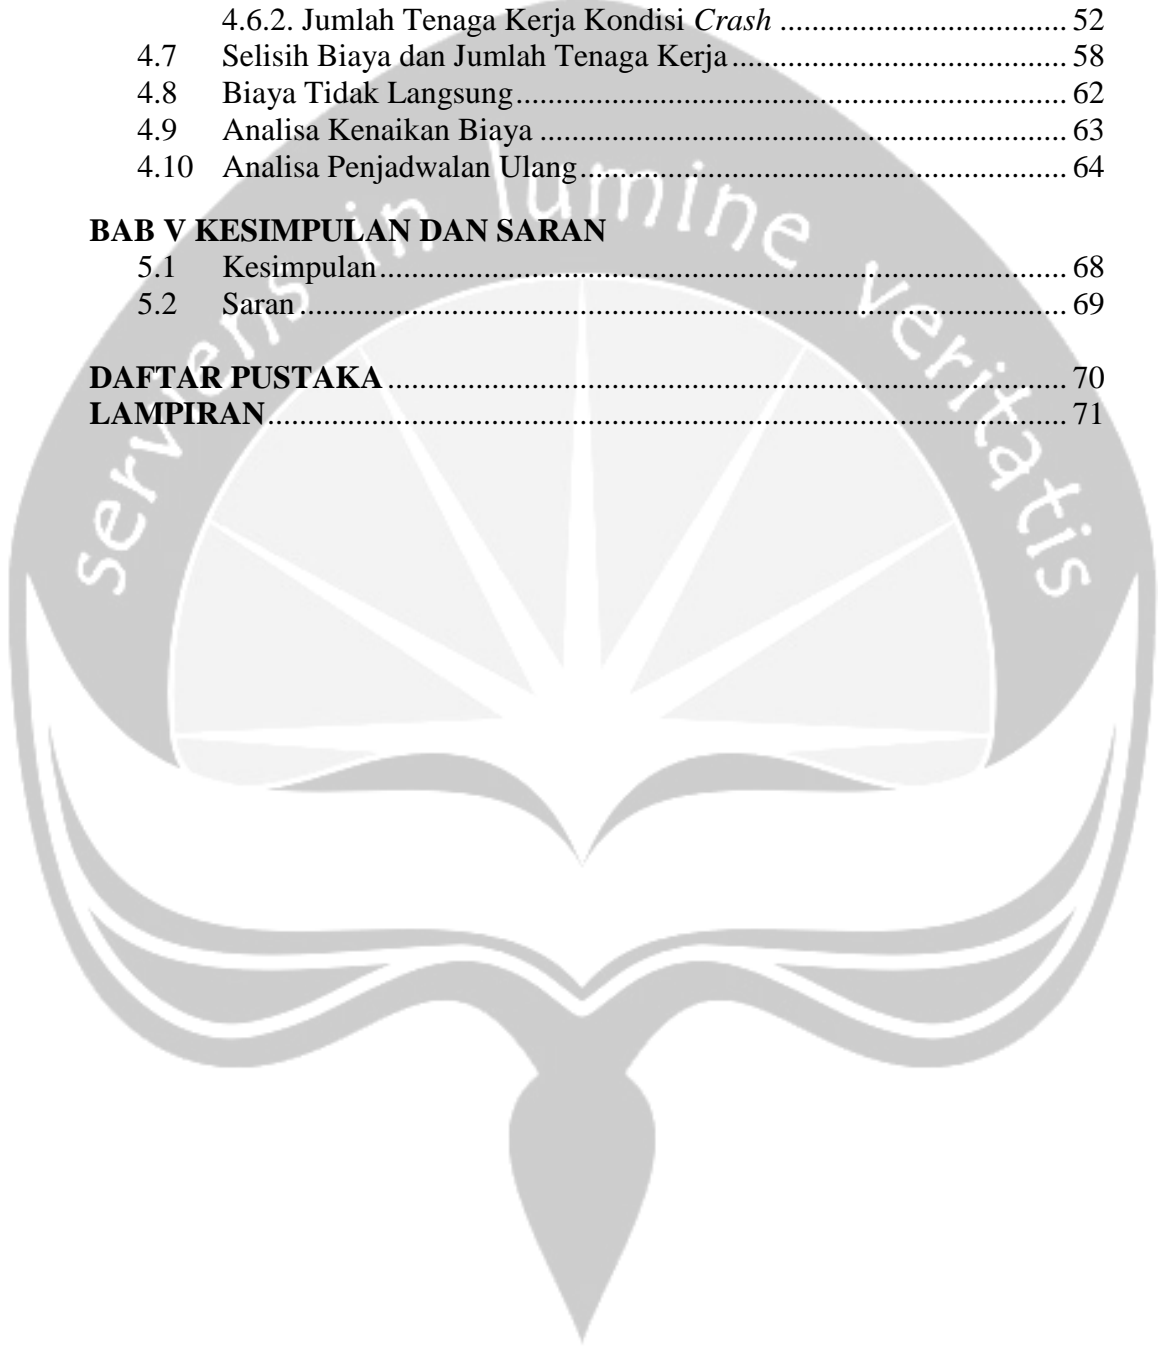 4.6.2. Jumlah Tenaga Kerja Kondisi Crash .................................... 52
4.7 Selisih Biaya dan Jumlah Tenaga Kerja .......................................... 58
4.8 Biaya Tidak Langsung ..................................................................... 62
4.9 Analisa Kenaikan Biaya .................................................................. 63
4.10 Analisa Penjadwalan Ulang ............................................................. 64
BAB V KESIMPULAN DAN SARAN
5.1 Kesimpulan ...................................................................................... 68
5.2 Saran ................................................................................................ 69
DAFTAR PUSTAKA ..................................................................................... 70
LAMPIRAN .................................................................................................... 71
serviens in lumine veritatis